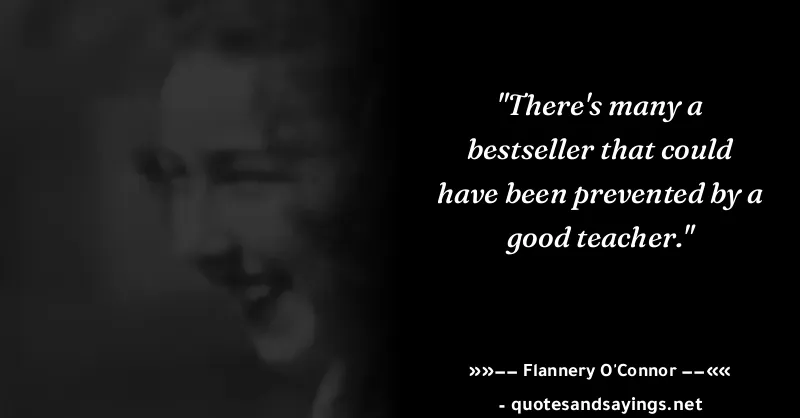 "There's many a
bestseller that could
have been prevented by a
good teacher."
»»–– Flannery O'Connor ––««
- quotesandsayings.net